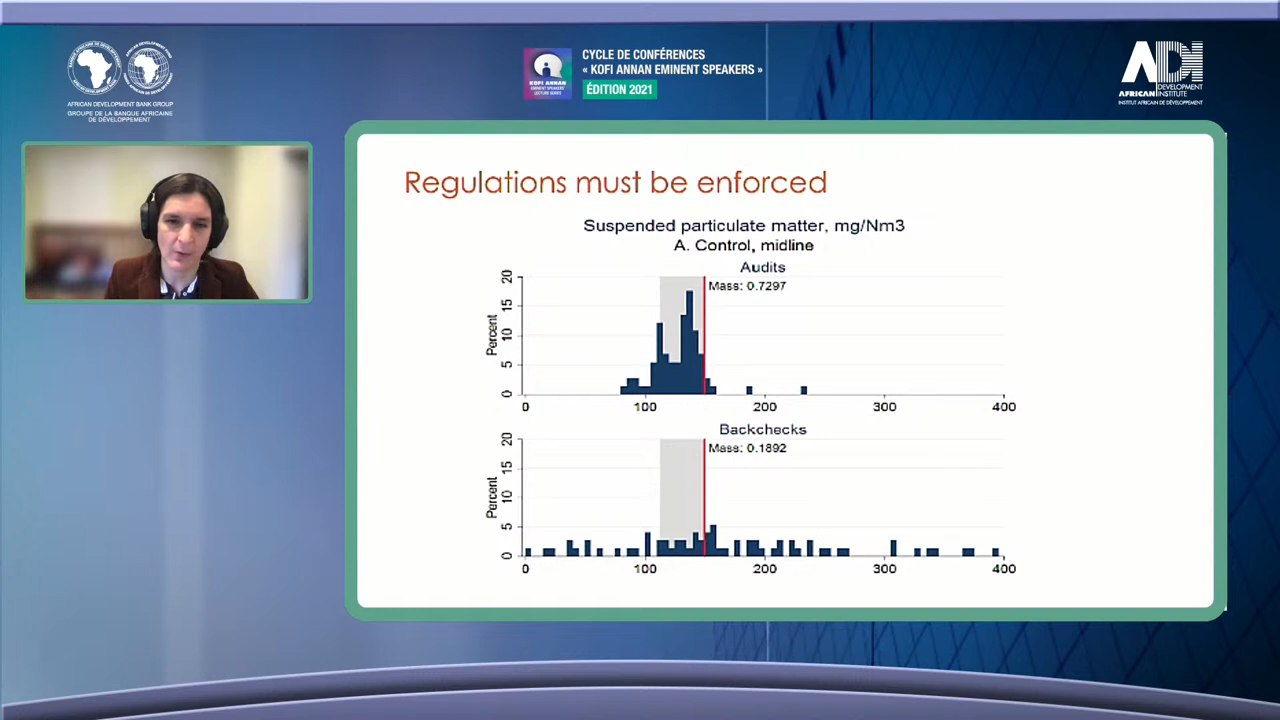 AFRICAN DEVELOPMENT BANK GROUP
GROUPE DE LA BANQUE AFRICAINE
DE DÉVELOPPEMENT
KOFI ANNAN
CYCLE DE CONFÉRENCES
« KOFI ANNAN EMINENT SPEAKERS »
ÉDITION 2021
ADI
AFRICAN DEVELOPMENT
INSTITUTE
INSTITUT AFRICAIN DE DÉVELOPPEMENT
Regulations must be enforced
Suspended particulate matter, mg/Nm3
A. Control, midline
Audits
Mass: 0.7297
Percent
20
15
10
5
0
0 100 200 300 400
Backchecks
Mass: 0.1892
Percent
20
15
10
5
0
0 100 200 300 400